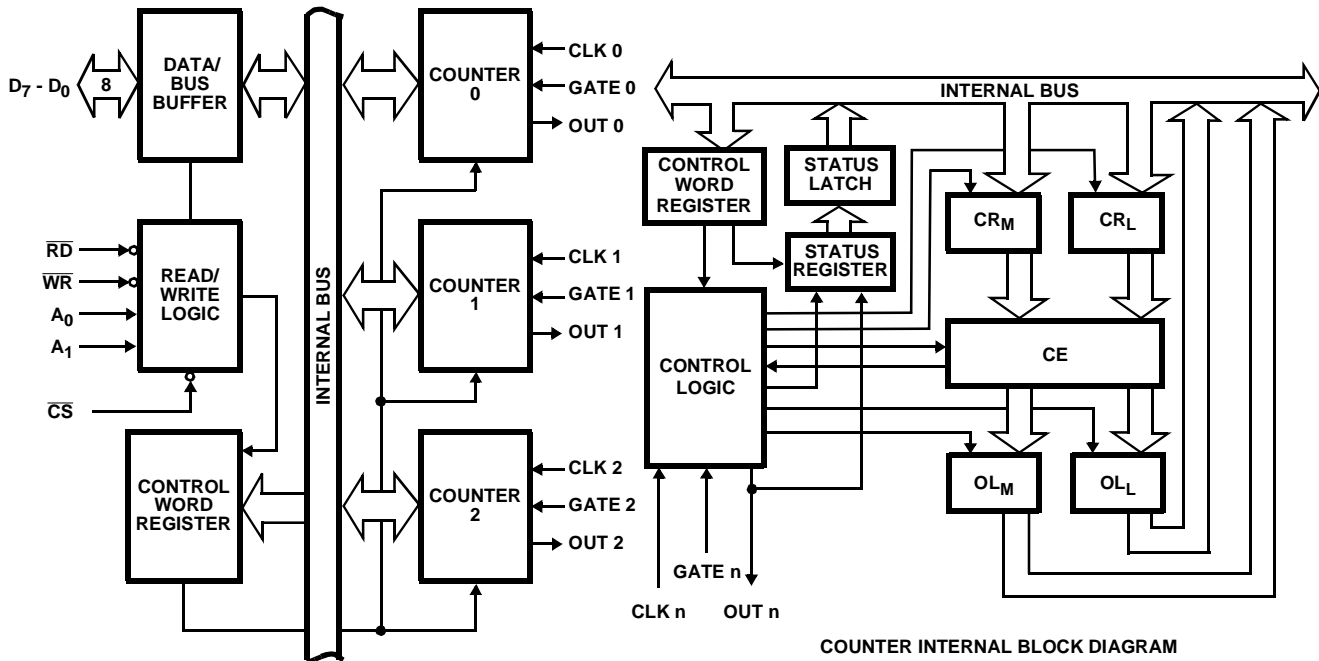 D7 - D0
8
DATA/
BUS
BUFFER
RD
WR
A0
A1
CS
READ/
WRITE
LOGIC
CONTROL
WORD
REGISTER
INTERNAL BUS
COUNTER
0
CLK 0
GATE 0
OUT 0
COUNTER
1
CLK 1
GATE 1
OUT 1
COUNTER
2
CLK 2
GATE 2
OUT 2
INTERNAL BUS
CONTROL
WORD
REGISTER
STATUS
LATCH
STATUS
REGISTER
CRM
CRL
CONTROL
LOGIC
CE
OLM
OLL
GATE n
CLK n
OUT n
COUNTER INTERNAL BLOCK DIAGRAM